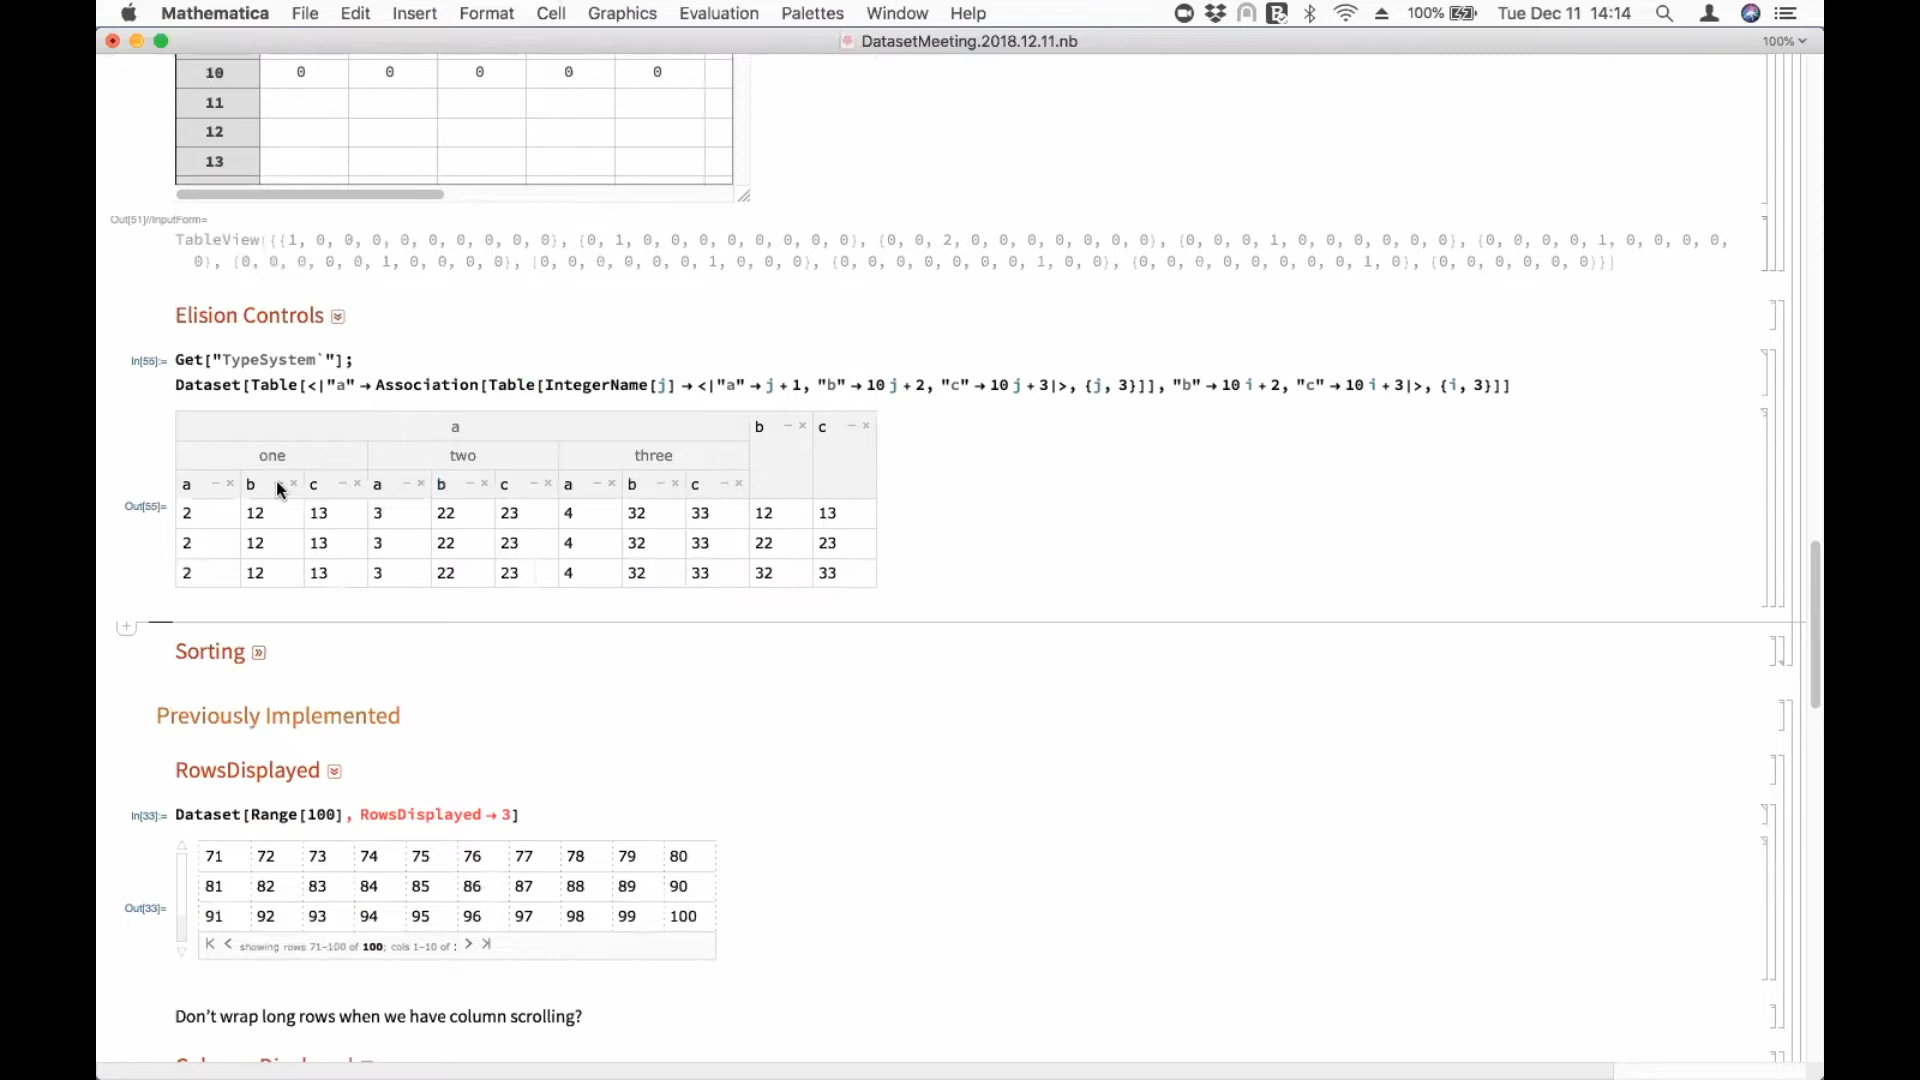 Mathematica File Edit Insert Format Cell Graphics Evaluation Palettes Window Help 100% Tue Dec 11 14:14
DatasetMeeting.2018.12.11.nb 100%
10 0 0 0 0 0
11
12
13
Out[51]//InputForm=
TableView[{{1, 0, 0, 0, 0, 0, 0, 0, 0, 0}, {0, 1, 0, 0, 0, 0, 0, 0, 0, 0}, {0, 0, 2, 0, 0, 0, 0, 0, 0, 0}, {0, 0, 0, 1, 0, 0, 0, 0, 0, 0}, {0, 0, 0, 0, 1, 0, 0, 0, 0,
0}, {0, 0, 0, 0, 0, 1, 0, 0, 0, 0}, {0, 0, 0, 0, 0, 0, 1, 0, 0, 0}, {0, 0, 0, 0, 0, 0, 0, 1, 0, 0}, {0, 0, 0, 0, 0, 0, 0, 0, 1, 0}, {0, 0, 0, 0, 0, 0}}]
Elision Controls
In[55]:= Get["TypeSystem`"];
Dataset[Table[<|"a" → Association[Table[IntegerName[j] → <|"a" → j + 1, "b" → 10 j + 2, "c" → 10 j + 3|>, {j, 3}]], "b" → 10 i + 2, "c" → 10 i + 3|>, {i, 3}]]
a b − × c − ×
one two three
a − × b × c − × a − × b − × c − × a − × b − × c − ×
Out[55]=
2 12 13 3 22 23 4 32 33 12 13
2 12 13 3 22 23 4 32 33 22 23
2 12 13 3 22 23 4 32 33 32 33
Sorting
Previously Implemented
RowsDisplayed
In[33]:= Dataset[Range[100], RowsDisplayed → 3]
71 72 73 74 75 76 77 78 79 80
81 82 83 84 85 86 87 88 89 90
Out[33]=
91 92 93 94 95 96 97 98 99 100
showing rows 71–100 of 100; cols 1–10 of
Don't wrap long rows when we have column scrolling?